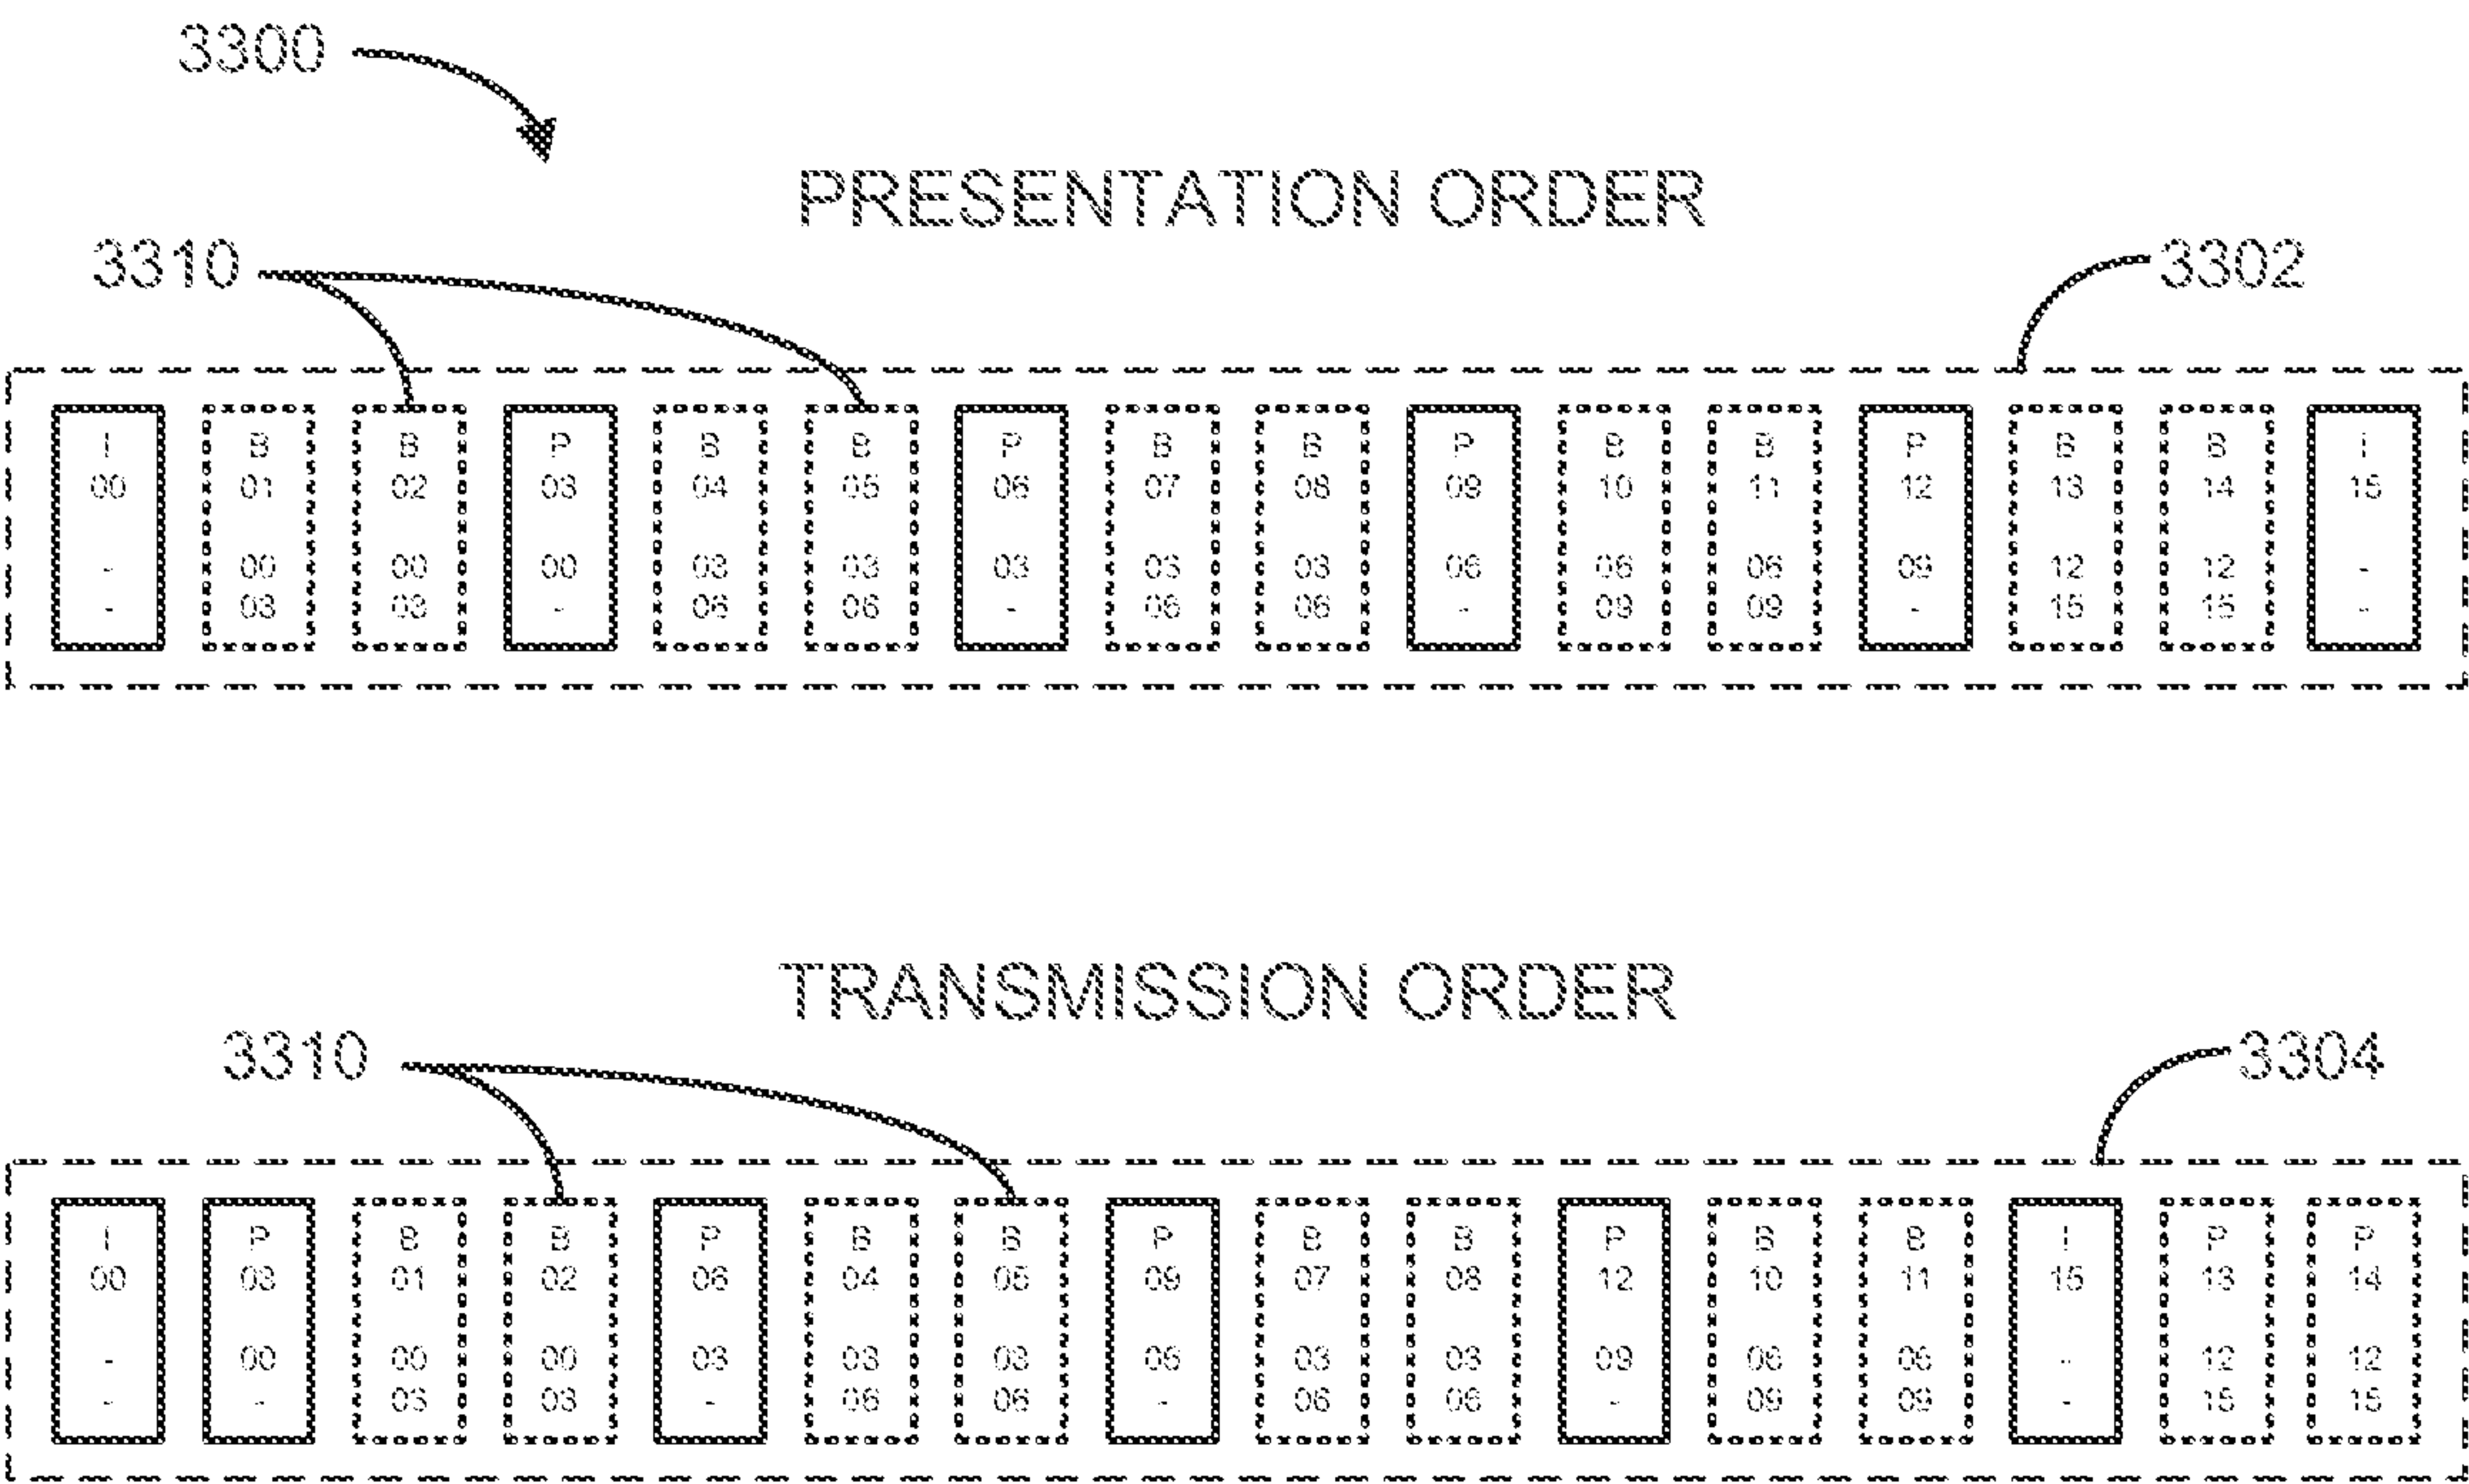 3300
PRESENTATION ORDER
3310
3302
I B B P B B P B B P B B P B B I
00 01 02 03 04 05 06 07 08 09 10 11 12 13 14 15
- 00 00 00 03 03 03 03 03 06 06 06 09 12 12 -
- 03 03 - 06 06 - 06 06 - 09 09 - 15 15 -
TRANSMISSION ORDER
3310
3304
I P B B P B B P B B P B B I P P
00 03 01 02 06 04 05 09 07 08 12 10 11 15 13 14
- 00 00 00 03 03 03 06 03 03 09 06 06 - 12 12
- - 03 03 - 06 06 - 06 06 - 09 09 - 15 15